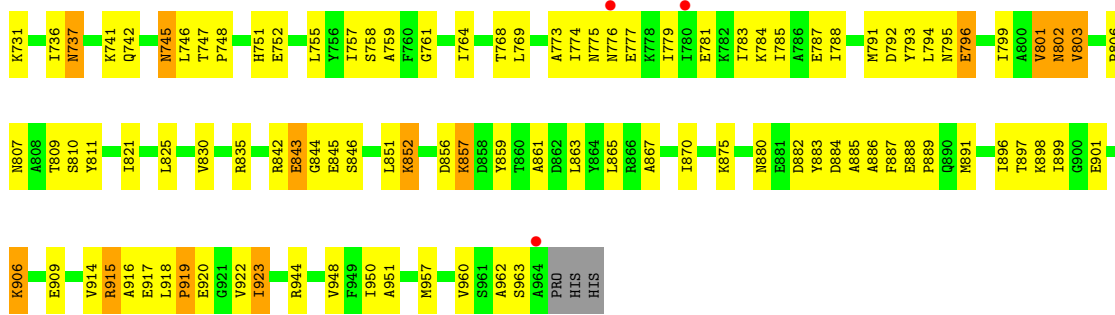 K731 I736 N737 K741 Q742 N745 L746 T747 P748 H751 E752 L755 Y756 I757 S758 A759 F760 G761 I764 T768 L769 A773 I774 N775 N776 E777 K778 I779 I780 E781 K782 I783 K784 I785 A786 E787 I788 M791 D792 Y793 L794 N795 E796 I799 A800 V801 N802 V803
N807 A808 T809 S810 Y811 I821 L825 V830 R835 R842 E843 G844 E845 S846 L851 K852 D856 K857 D858 Y859 T860 A861 D862 L863 Y864 L865 R866 A867 I870 K875 N880 E881 D882 Y883 D884 A885 A886 F887 E888 P889 Q890 M891 I896 T897 K898 I899 G900 E901
K906 E909 V914 R915 A916 E917 L918 P919 E920 G921 V922 I923 R944 V948 F949 I950 A951 M957 V960 S961 A962 S963 A964 PRO HIS HIS